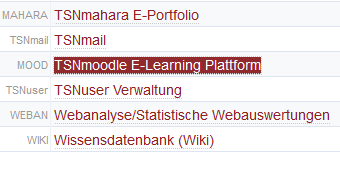 MAHARA TSNmahara E-Portfolio
TSNmail TSNmail
MOOD TSNmoodle E-Learning Plattform
TSNuser TSNuser Verwaltung
WEBAN Webanalyse/Statistische Webauswertungen
WIKI Wissensdatenbank (Wiki)